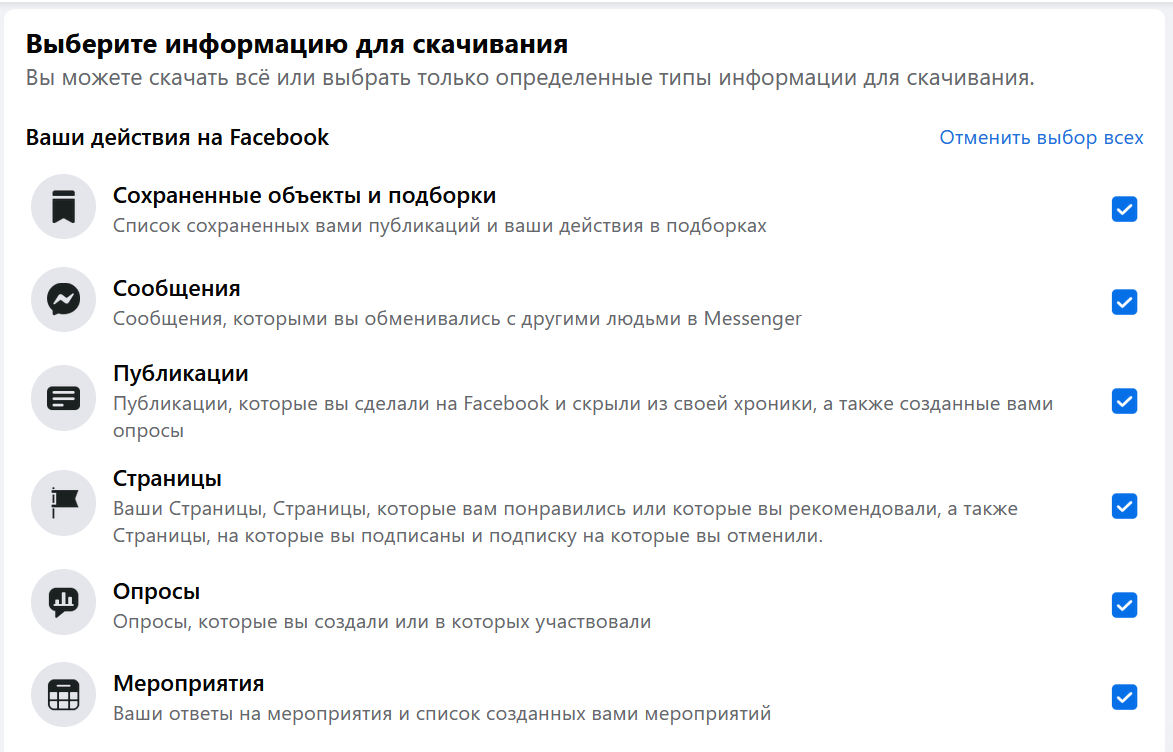 Выберите информацию для скачивания
Вы можете скачать всё или выбрать только определенные типы информации для скачивания.
Ваши действия на Facebook
Отменить выбор всех
Сохраненные объекты и подборки
Список сохраненных вами публикаций и ваши действия в подборках
Сообщения
Сообщения, которыми вы обменивались с другими людьми в Messenger
Публикации
Публикации, которые вы сделали на Facebook и скрыли из своей хроники, а также созданные вами
опросы
Страницы
Ваши Страницы, Страницы, которые вам понравились или которые вы рекомендовали, а также
Страницы, на которые вы подписаны и подписку на которые вы отменили.
Опросы
Опросы, которые вы создали или в которых участвовали
Мероприятия
Ваши ответы на мероприятия и список созданных вами мероприятий